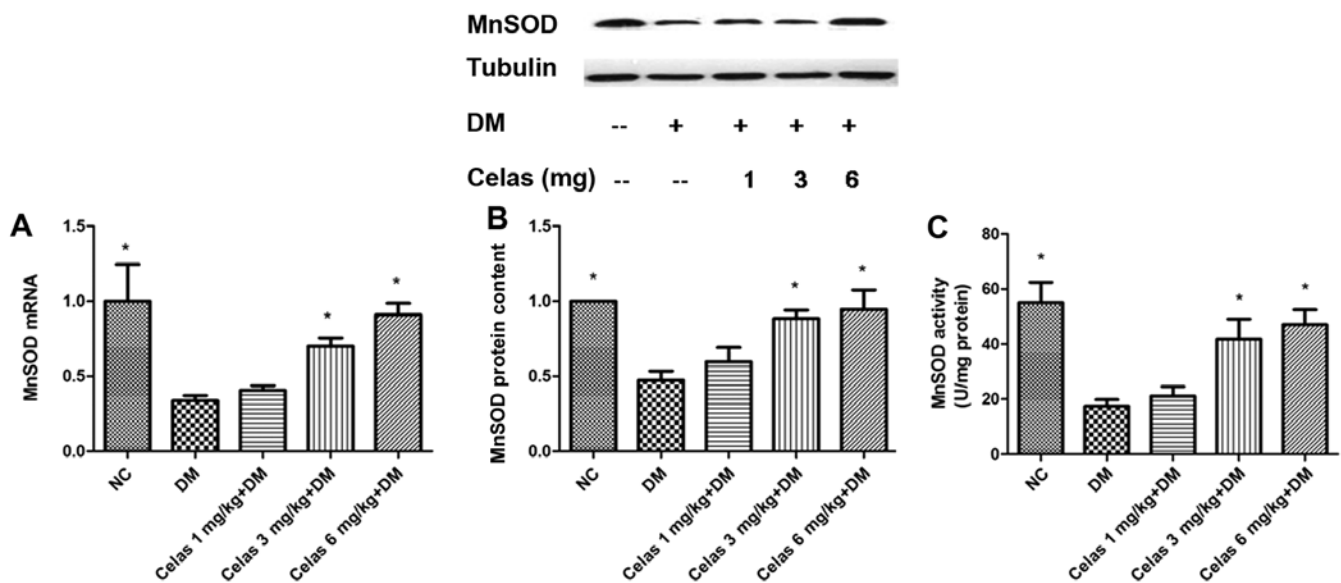 MnSOD
Tubulin
DM -- + + + +
Celas (mg) -- -- 1 3 6
A
MnSOD mRNA
1.5
1.0
0.5
0.0
* * *
NC
DM
Celas 1 mg/kg+DM
Celas 3 mg/kg+DM
Celas 6 mg/kg+DM
B
MnSOD protein content
1.5
1.0
0.5
0.0
* * *
NC
DM
Celas 1 mg/kg+DM
Celas 3 mg/kg+DM
Celas 6 mg/kg+DM
C
MnSOD activity
(U/mg protein)
80
60
40
20
0
* * *
NC
DM
Celas 1 mg/kg+DM
Celas 3 mg/kg+DM
Celas 6 mg/kg+DM